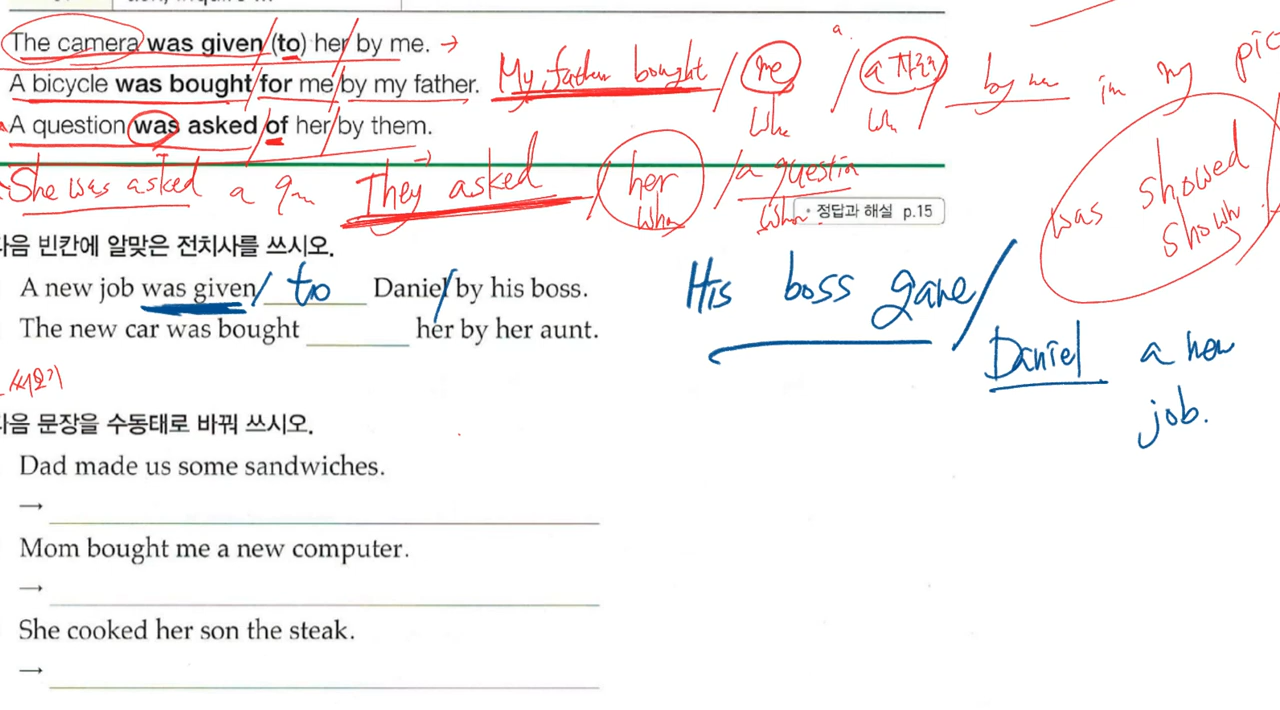 The camera was given (to) her by me. →
A bicycle was bought for me by my father. My father bought / me / a 자전거
who
by me in my pic
A question was asked of her by them.
She was asked a qu They asked / her / a question
whom
was showed
shown
정답과 해설 p.15
다음 빈칸에 알맞은 전치사를 쓰시오.
A new job was given / to Daniel / by his boss. His boss gave /
The new car was bought ______ her by her aunt. Daniel a new
job.
다음 문장을 수동태로 바꿔 쓰시오.
Dad made us some sandwiches.
→
Mom bought me a new computer.
→
She cooked her son the steak.
→